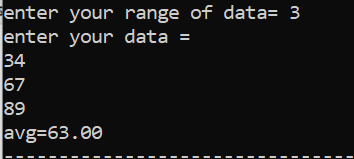 enter your range of data= 3
enter your data =
34
67
89
avg=63.00
--------------------------------